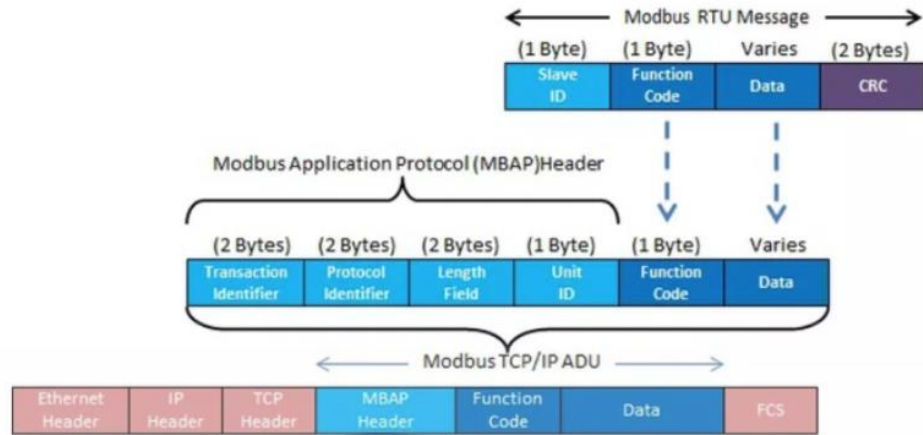 Modbus RTU Message
(1 Byte) (1 Byte) Varies (2 Bytes)
Slave ID Function Code Data CRC
Modbus Application Protocol (MBAP)Header
(2 Bytes) (2 Bytes) (2 Bytes) (1 Byte) (1 Byte) Varies
Transaction Identifier Protocol Identifier Length Field Unit ID Function Code Data
Modbus TCP/IP ADU
Ethernet Header IP Header TCP Header MBAP Header Function Code Data FCS